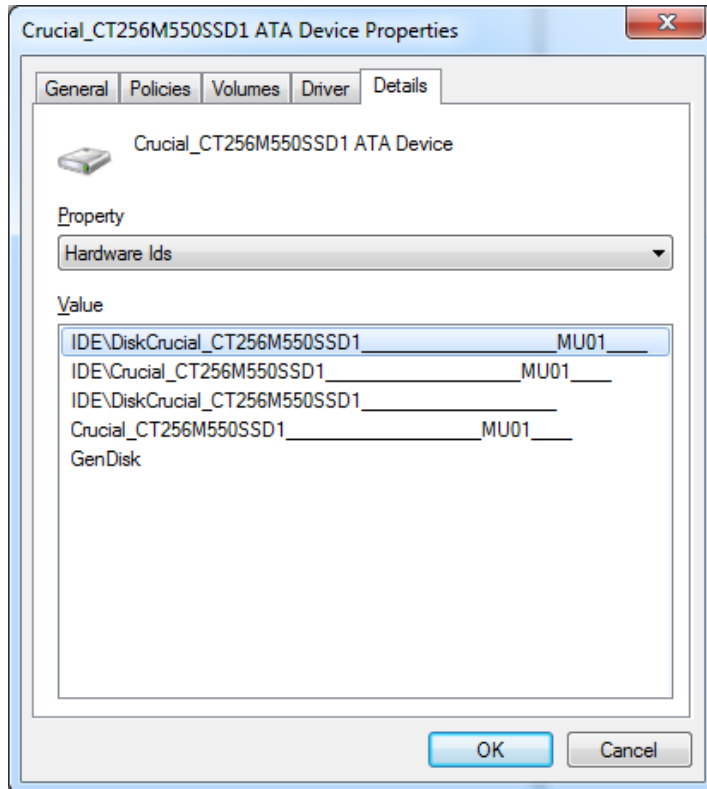 Crucial_CT256M550SSD1 ATA Device Properties
General Policies Volumes Driver Details
Crucial_CT256M550SSD1 ATA Device
Property
Hardware Ids
Value
IDE\DiskCrucial_CT256M550SSD1___________________MU01____
IDE\Crucial_CT256M550SSD1___________________MU01____
IDE\DiskCrucial_CT256M550SSD1___________________
Crucial_CT256M550SSD1___________________MU01____
GenDisk
OK Cancel